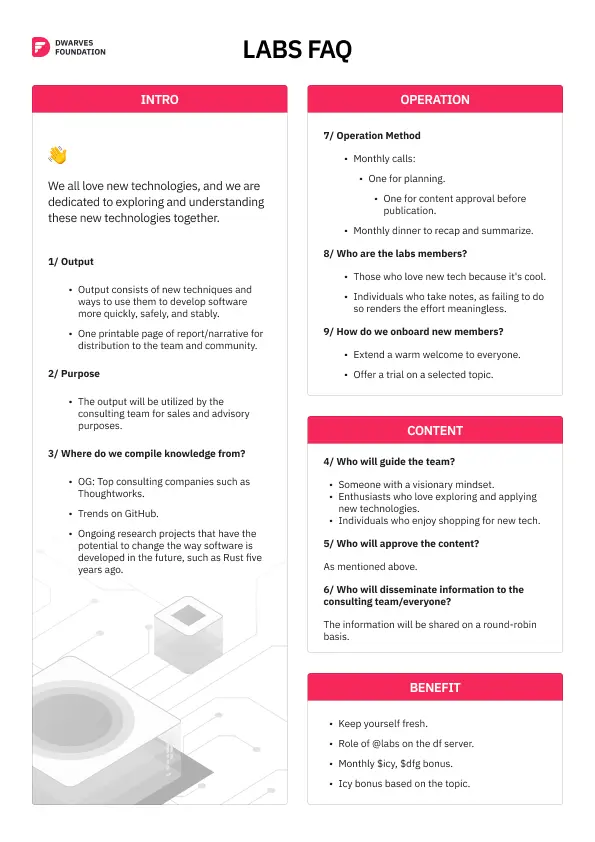 DWARVES
FOUNDATION
LABS FAQ
INTRO
We all love new technologies, and we are
dedicated to exploring and understanding
these new technologies together.
1/ Output
• Output consists of new techniques and
ways to use them to develop software
more quickly, safely, and stably.
• One printable page of report/narrative for
distribution to the team and community.
2/ Purpose
• The output will be utilized by the
consulting team for sales and advisory
purposes.
3/ Where do we compile knowledge from?
• OG: Top consulting companies such as
Thoughtworks.
• Trends on GitHub.
• Ongoing research projects that have the
potential to change the way software is
developed in the future, such as Rust five
years ago.
OPERATION
7/ Operation Method
• Monthly calls:
• One for planning.
• One for content approval before
publication.
• Monthly dinner to recap and summarize.
8/ Who are the labs members?
• Those who love new tech because it's cool.
• Individuals who take notes, as failing to do
so renders the effort meaningless.
9/ How do we onboard new members?
• Extend a warm welcome to everyone.
• Offer a trial on a selected topic.
CONTENT
4/ Who will guide the team?
• Someone with a visionary mindset.
• Enthusiasts who love exploring and applying
new technologies.
• Individuals who enjoy shopping for new tech.
5/ Who will approve the content?
As mentioned above.
6/ Who will disseminate information to the
consulting team/everyone?
The information will be shared on a round-robin
basis.
BENEFIT
• Keep yourself fresh.
• Role of @labs on the df server.
• Monthly $icy, $dfg bonus.
• Icy bonus based on the topic.